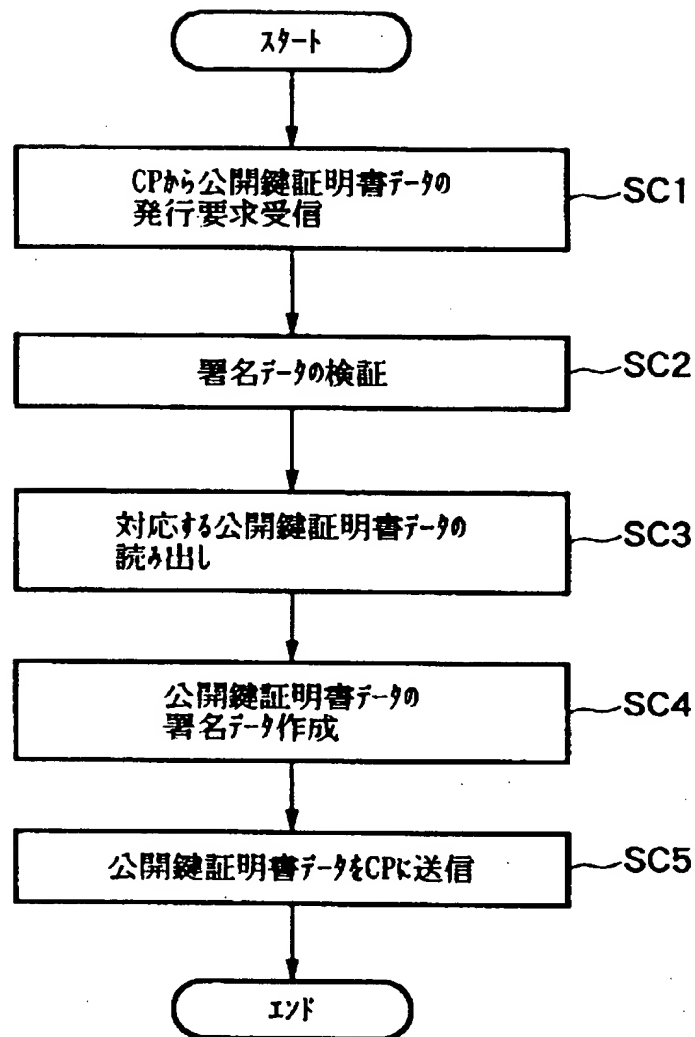 スタート
CPから公開鍵証明書データの
発行要求受信
SC1
署名データの検証
SC2
対応する公開鍵証明書データの
読み出し
SC3
公開鍵証明書データの
署名データ作成
SC4
公開鍵証明書データをCPに送信
SC5
エンド